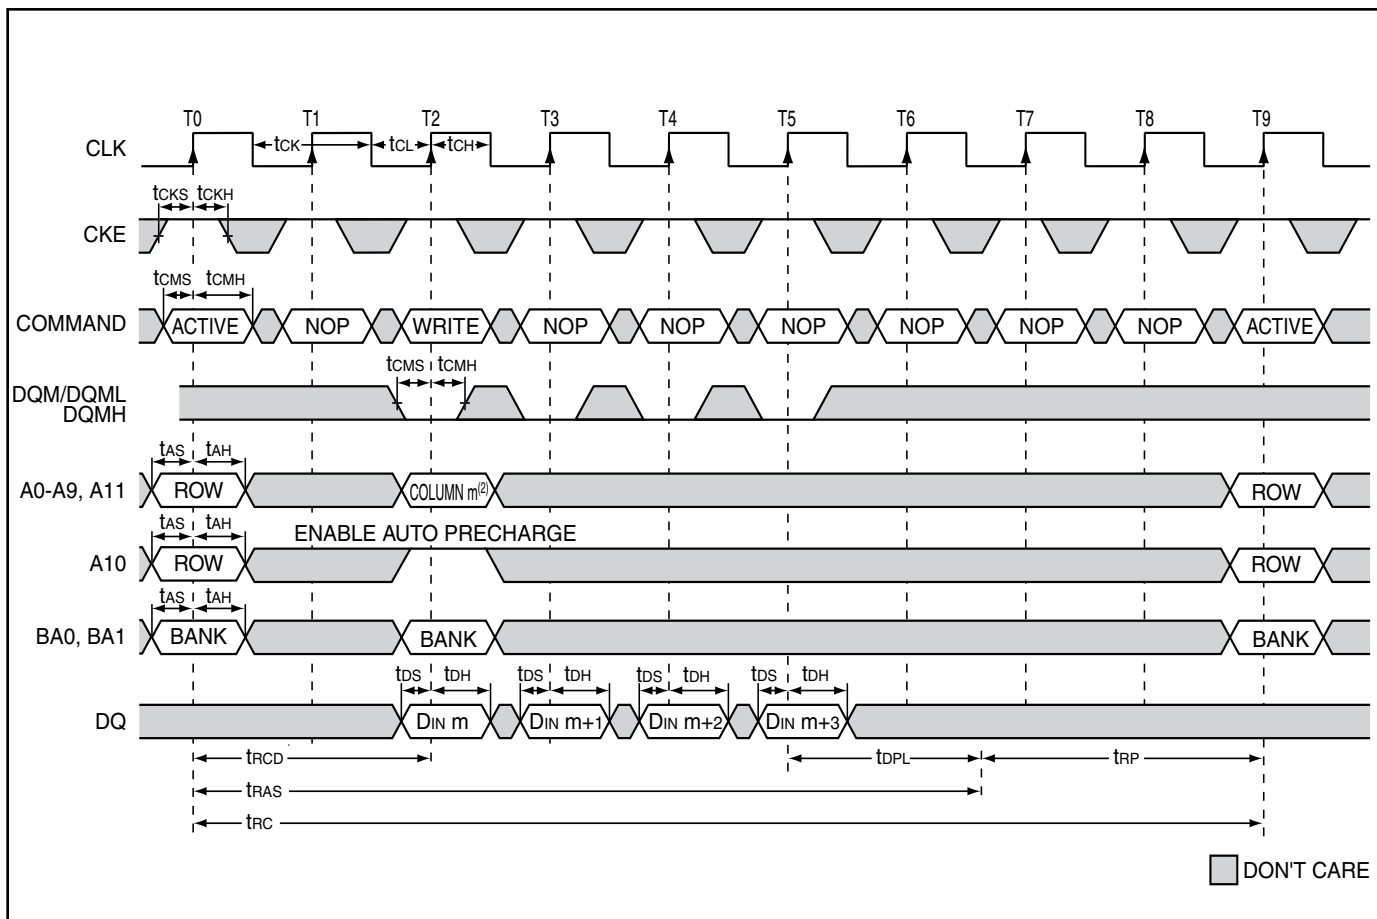 T0 T1 T2 T3 T4 T5 T6 T7 T8 T9
CLK tCK tCL tCH
tCKS tCKH
CKE
tCMS tCMH
COMMAND ACTIVE NOP WRITE NOP NOP NOP NOP NOP NOP ACTIVE
tCMS tCMH
DQM/DQML
DQMH
tAS tAH
A0-A9, A11 ROW COLUMN m(2) ROW
tAS tAH
ENABLE AUTO PRECHARGE
A10 ROW ROW
tAS tAH
BA0, BA1 BANK BANK BANK
tDS tDH tDS tDH tDS tDH tDS tDH
DQ DIN m DIN m+1 DIN m+2 DIN m+3
tRCD tDPL tRP
tRAS
tRC
DON'T CARE